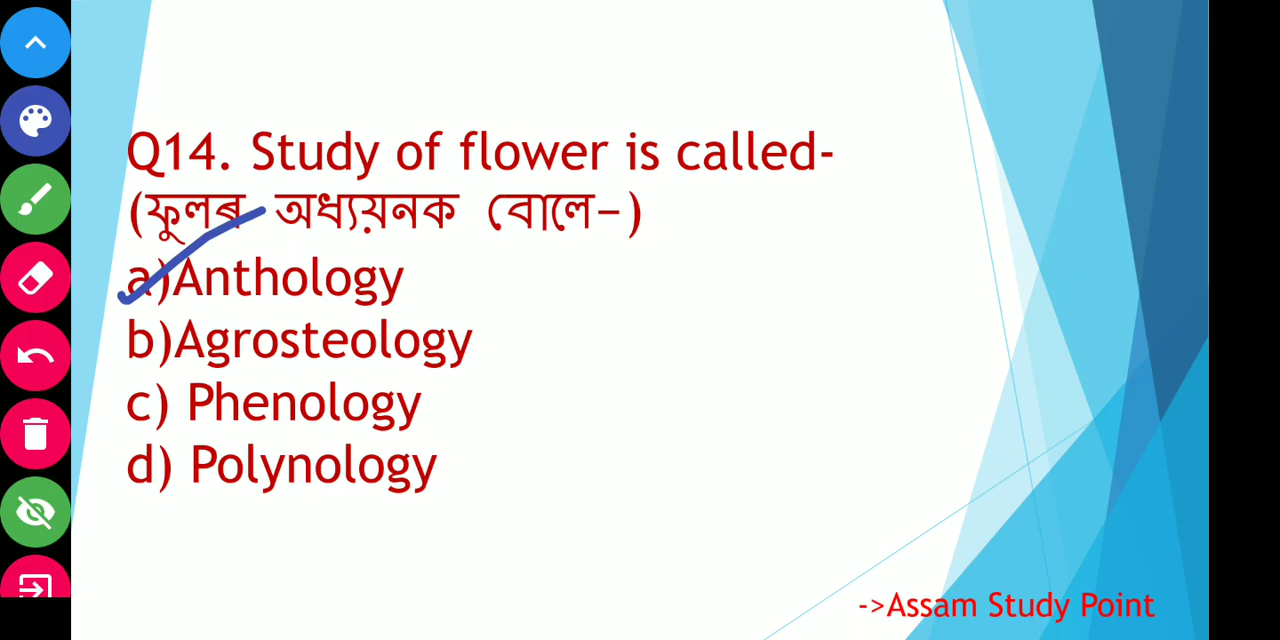 Q14. Study of flower is called-
(ফুলৰ অধ্যয়নক বোলে–)
a)Anthology
b)Agrosteology
c) Phenology
d) Polynology
->Assam Study Point